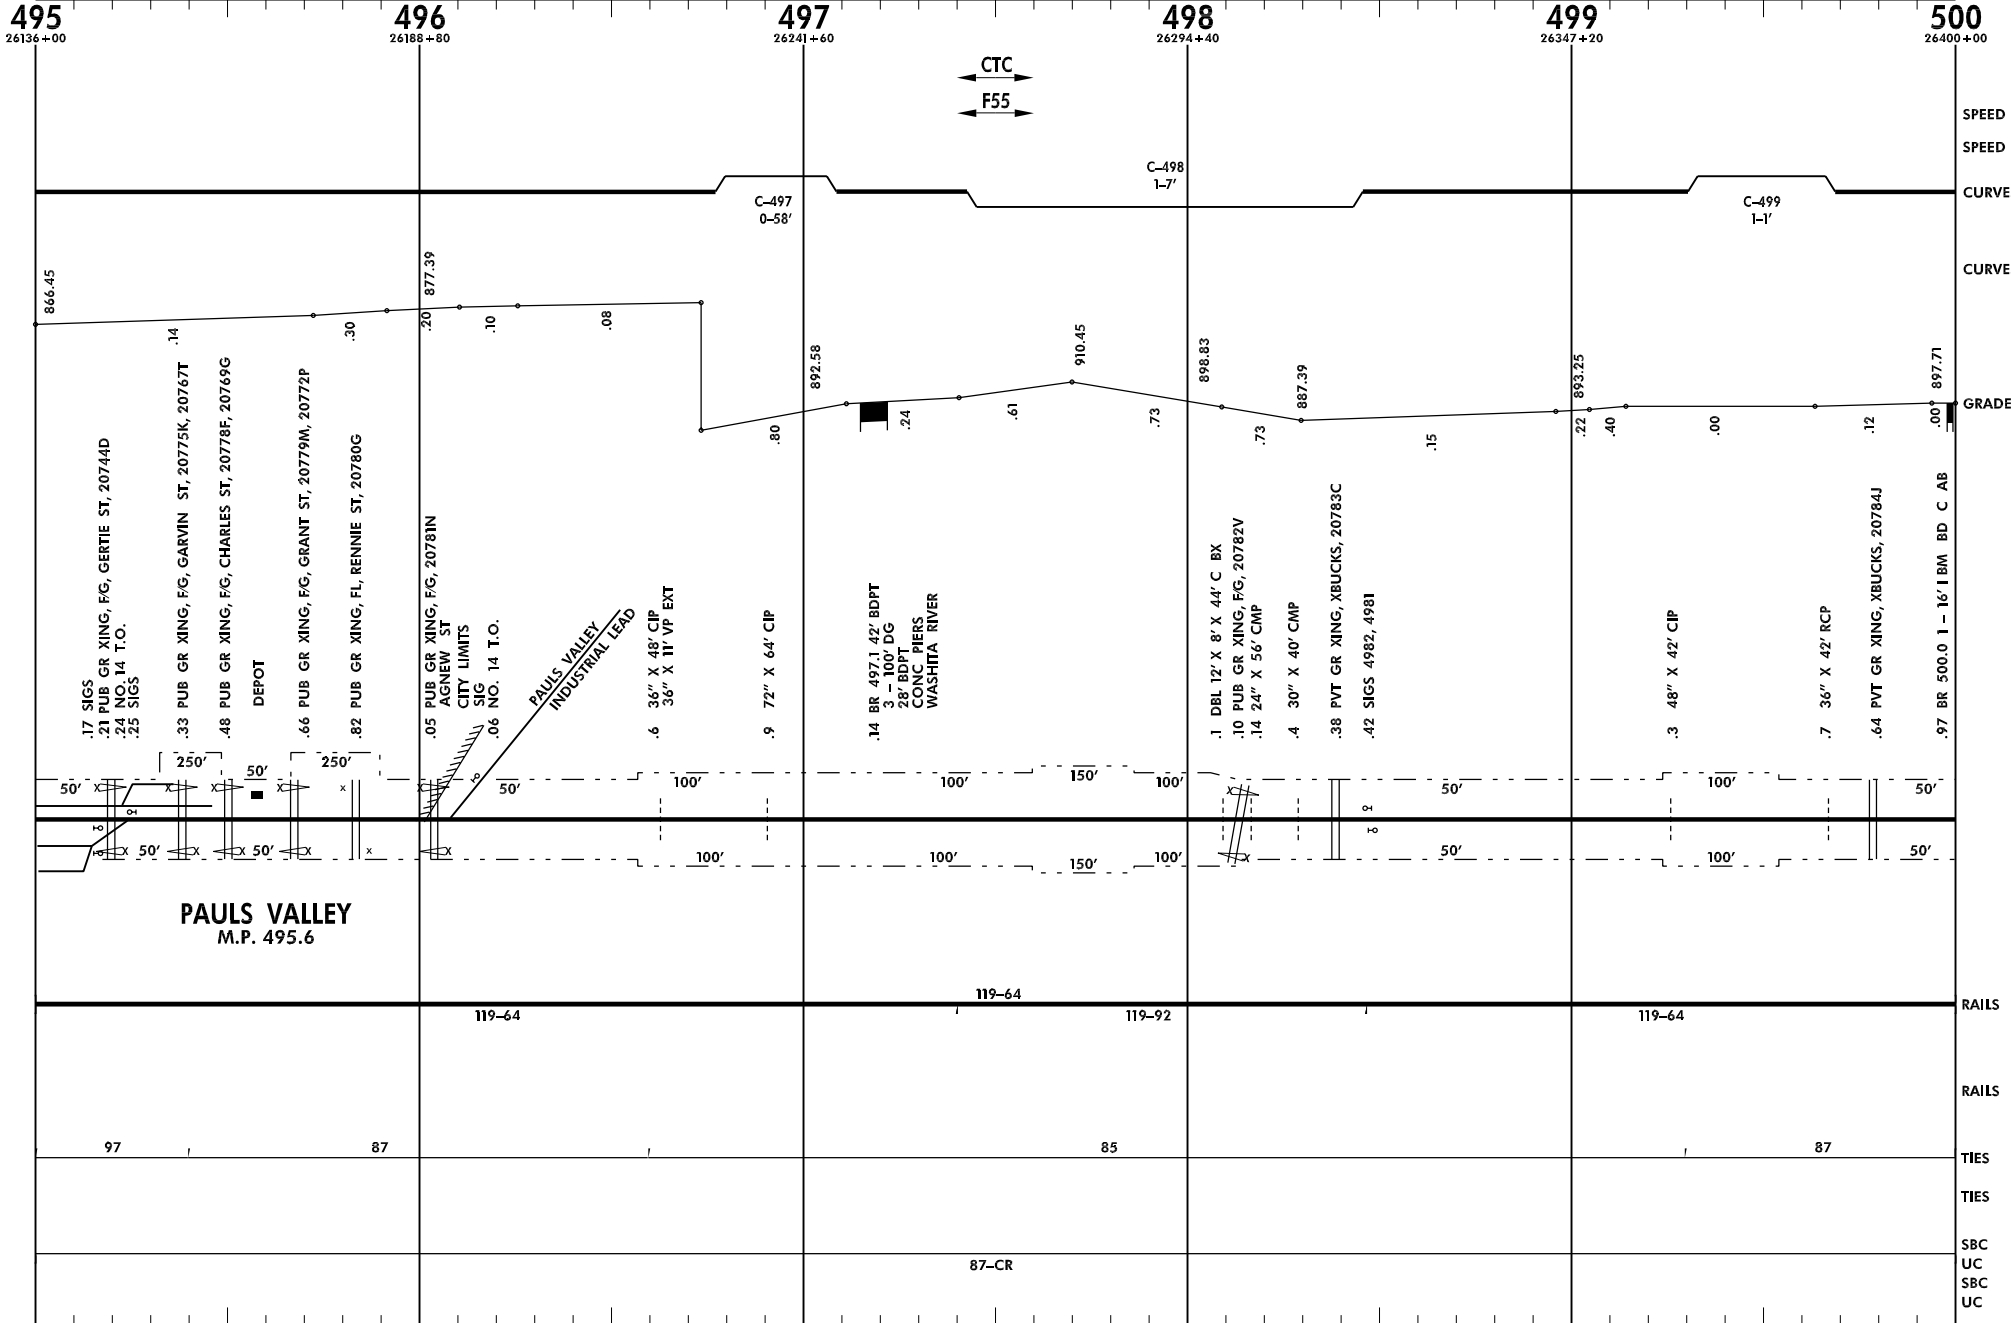 495 496 497 498 499 500
26136+00 26188+80 26241+60 26294+40 26347+20 26400+00
CTC
F55
SPEED
SPEED
C-498
1-7'
CURVE
C-497
0-58'
C-499
1-1'
CURVE
866.45
877.39
892.58
910.45
898.83
887.39
893.25
897.71
GRADE
.14
.30
.20
.10
.08
.80
.24
.61
.73
.73
.15
.22
.40
.00
.12
.00
.17 SIGS
.21 PUB GR XING, F/G, GERTIE ST, 20744D
.24 NO. 14 T.O.
.25 SIGS
.33 PUB GR XING, F/G, GARVIN ST, 20775K, 20767T
.48 PUB GR XING, F/G, CHARLES ST, 20778F, 20769G
DEPOT
.66 PUB GR XING, F/G, GRANT ST, 20779M, 20772P
.82 PUB GR XING, FL, RENNIE ST, 20780G
.05 PUB GR XING, F/G, 20781N
AGNEW ST
CITY LIMITS
SIG
.06 NO. 14 T.O.
PAULS VALLEY
INDUSTRIAL LEAD
.6 36" X 48' CIP
36" X 11' VP EXT
.9 72" X 64' CIP
.14 BR 497.1 42' BDPT
3 - 100' DG
28' BDPT
CONC PIERS
WASHITA RIVER
.1 DBL 12' X 8' X 44' C BX
.10 PUB GR XING, F/G, 20782V
.14 24" X 56' CMP
.4 30" X 40' CMP
.38 PVT GR XING, XBUCKS, 20783C
.42 SIGS 4982, 4981
.3 48" X 42' CIP
.7 36" X 42' RCP
.64 PVT GR XING, XBUCKS, 20784J
.97 BR 500.0 1 - 16' I BM BD C AB
50' 250' 50' 250' 50' 100' 100' 150' 100' 50' 100' 50'
X X X X x X X
X 50' X X 50' X x X 100' 100' 150' 100' X 50' 100' 50'
PAULS VALLEY
M.P. 495.6
119-64
RAILS
119-64 119-92 119-64
RAILS
97 87 85 87
TIES
TIES
SBC
87-CR
UC
SBC
UC